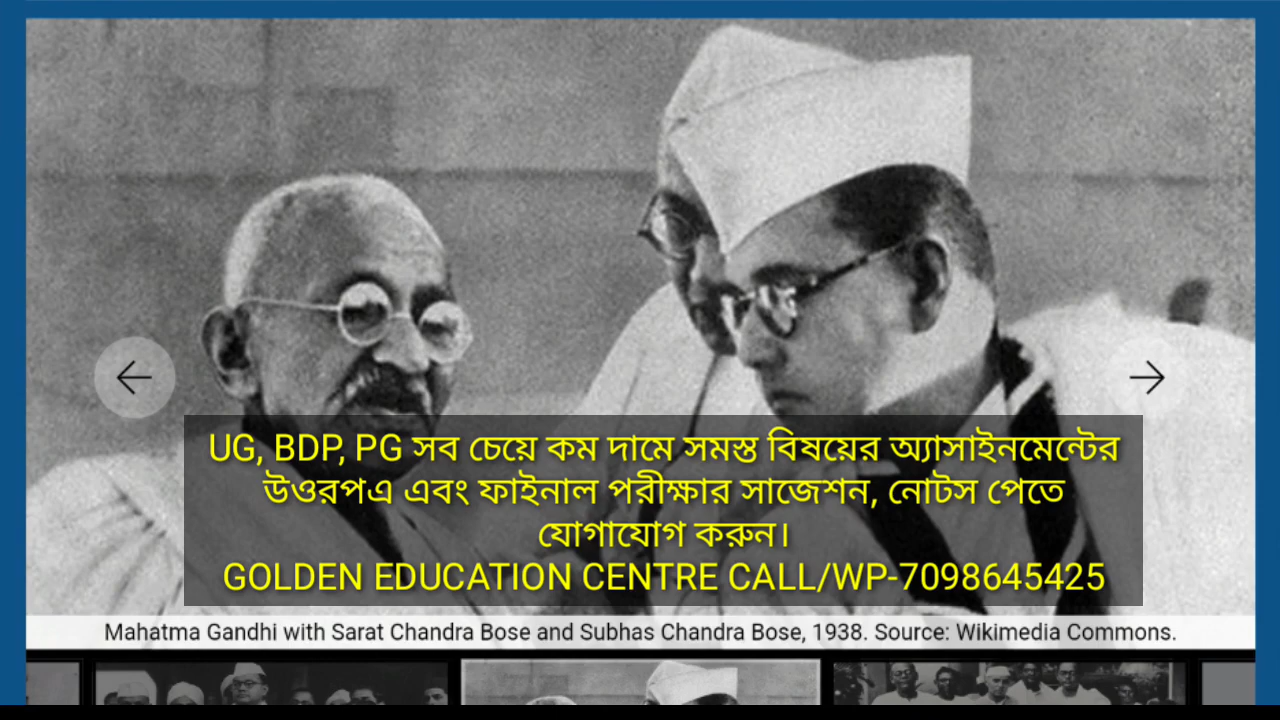 UG, BDP, PG সব চেয়ে কম দামে সমস্ত বিষয়ের অ্যাসাইনমেন্টের
উওরপএ এবং ফাইনাল পরীক্ষার সাজেশন, নোটস পেতে
যোগাযোগ করুন।
GOLDEN EDUCATION CENTRE CALL/WP-7098645425
Mahatma Gandhi with Sarat Chandra Bose and Subhas Chandra Bose, 1938. Source: Wikimedia Commons.